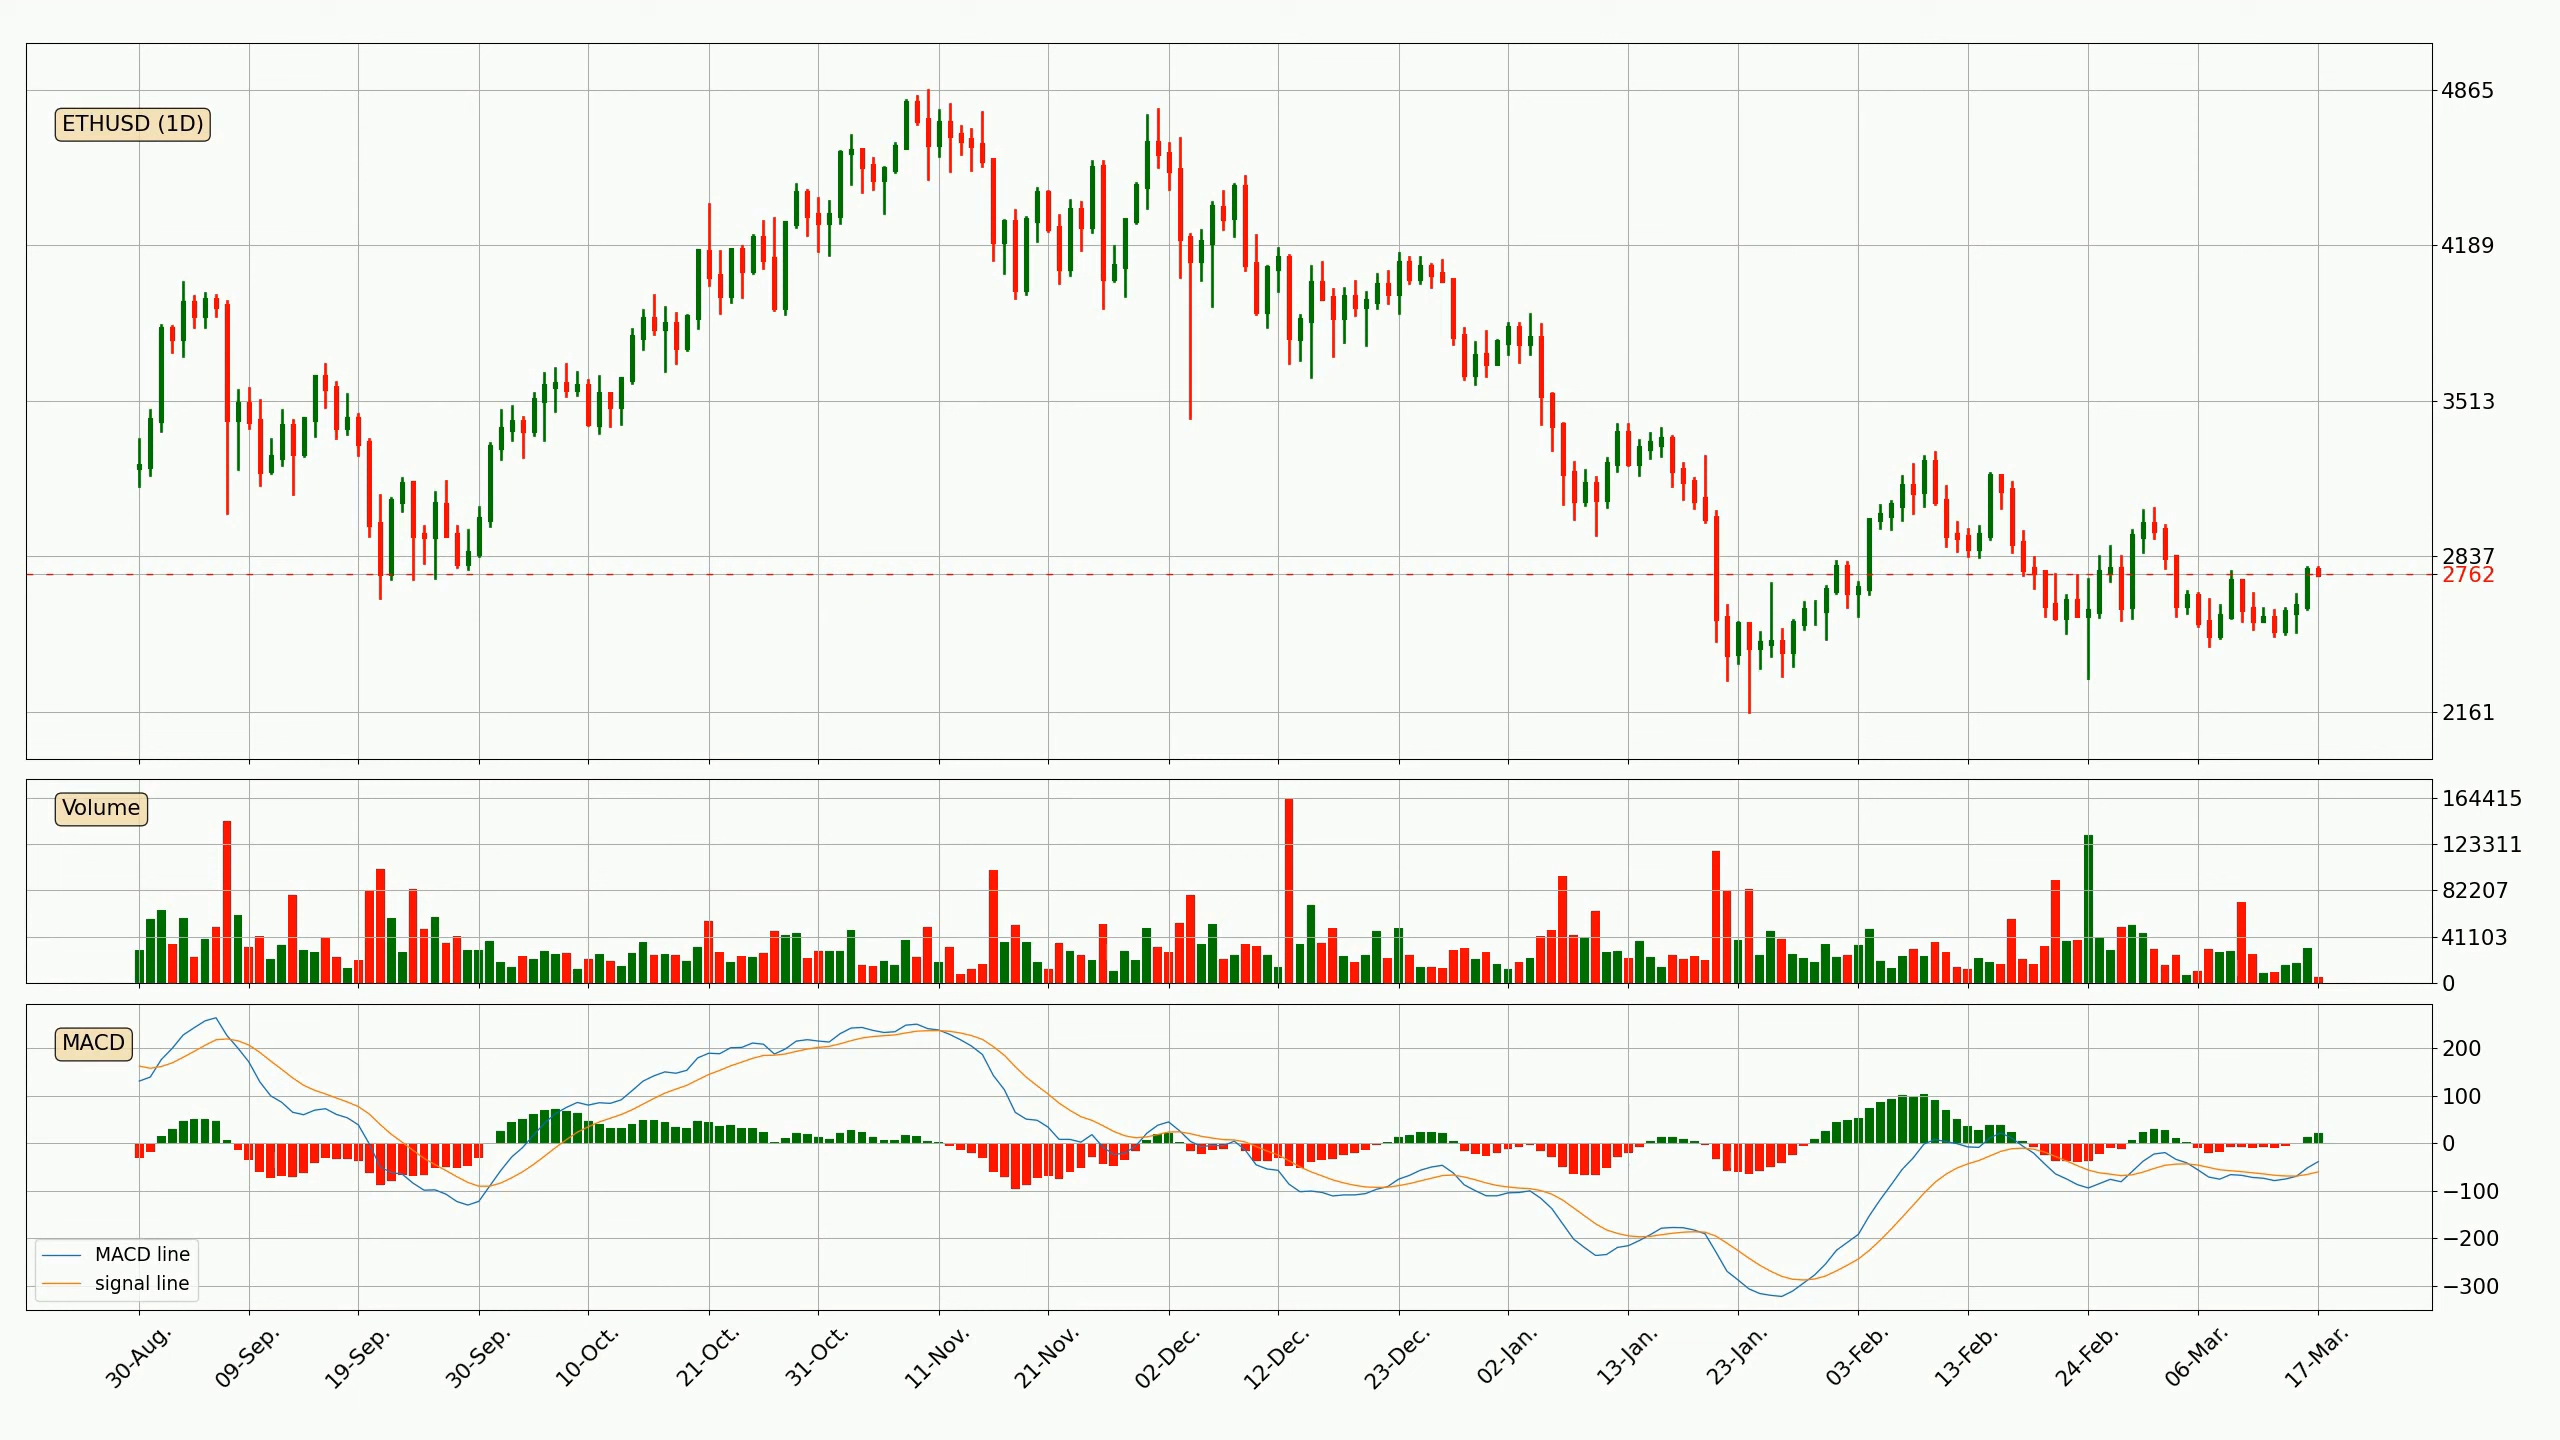 ETHUSD (1D)
4865
4189
3513
2837
2762
2161
Volume
164415
123311
82207
41103
0
MACD
200
100
0
−100
−200
−300
MACD line
signal line
30-Aug.
09-Sep.
19-Sep.
30-Sep.
10-Oct.
21-Oct.
31-Oct.
11-Nov.
21-Nov.
02-Dec.
12-Dec.
23-Dec.
02-Jan.
13-Jan.
23-Jan.
03-Feb.
13-Feb.
24-Feb.
06-Mar.
17-Mar.